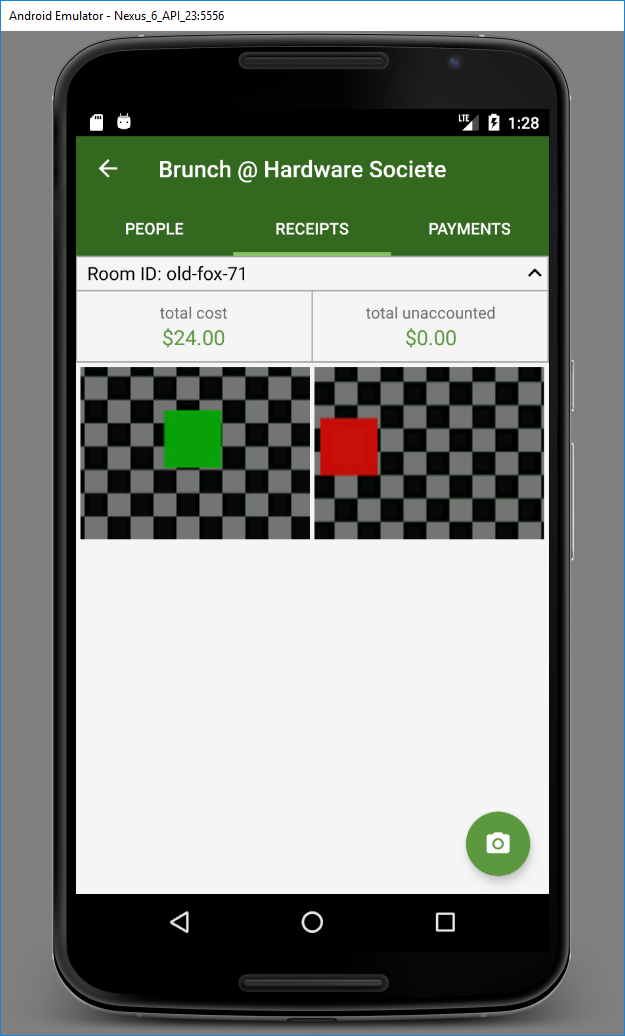 Android Emulator - Nexus_6_API_23:5556
LTE 1:28
Brunch @ Hardware Societe
PEOPLE RECEIPTS PAYMENTS
Room ID: old-fox-71
total cost total unaccounted
$24.00 $0.00